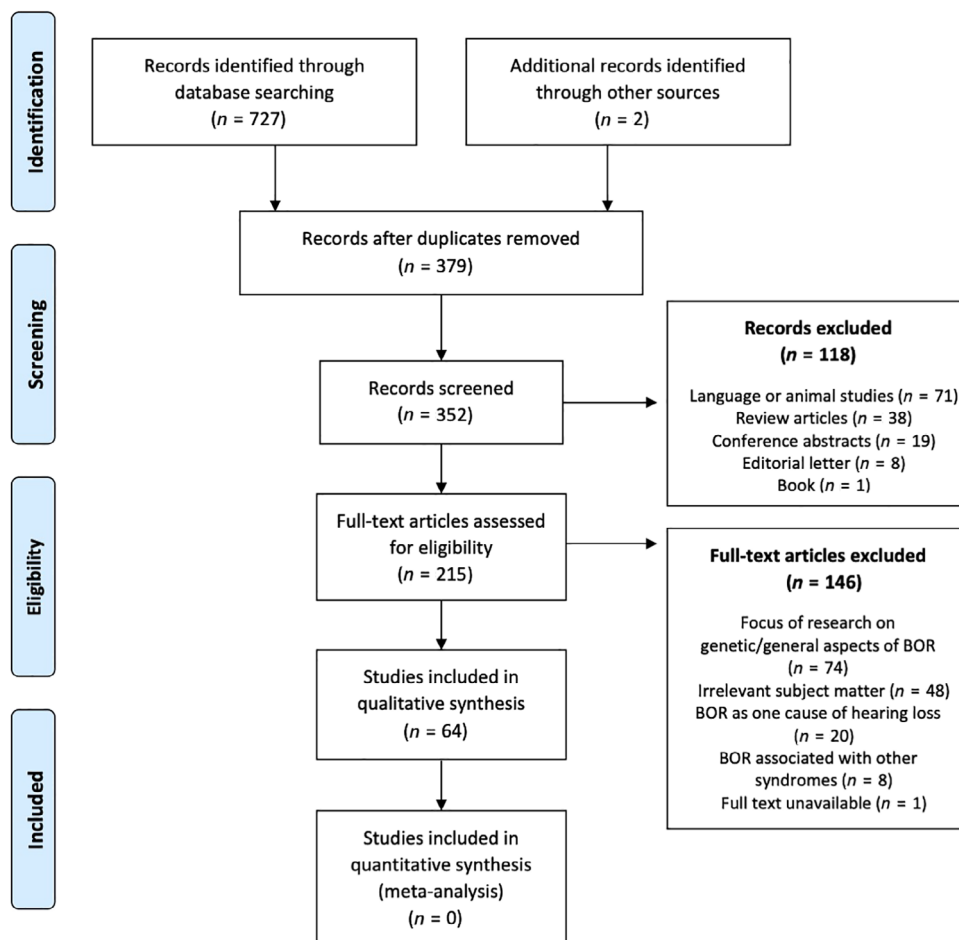 Identification
Records identified through
database searching
(n = 727)
Additional records identified
through other sources
(n = 2)
Records after duplicates removed
(n = 379)
Screening
Records screened
(n = 352)
Records excluded
(n = 118)
Language or animal studies (n = 71)
Review articles (n = 38)
Conference abstracts (n = 19)
Editorial letter (n = 8)
Book (n = 1)
Eligibility
Full-text articles assessed
for eligibility
(n = 215)
Full-text articles excluded
(n = 146)
Focus of research on
genetic/general aspects of BOR
(n = 74)
Irrelevant subject matter (n = 48)
BOR as one cause of hearing loss
(n = 20)
BOR associated with other
syndromes (n = 8)
Full text unavailable (n = 1)
Studies included in
qualitative synthesis
(n = 64)
Included
Studies included in
quantitative synthesis
(meta-analysis)
(n = 0)